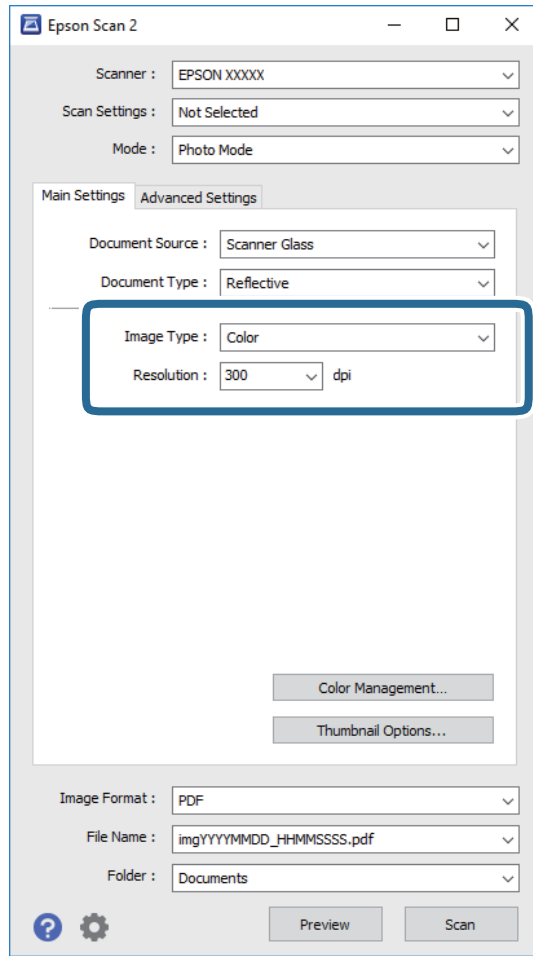 Epson Scan 2
Scanner : EPSON XXXXX
Scan Settings : Not Selected
Mode : Photo Mode
Main Settings Advanced Settings
Document Source : Scanner Glass
Document Type : Reflective
Image Type : Color
Resolution : 300 dpi
Color Management...
Thumbnail Options...
Image Format : PDF
File Name : imgYYYYMMDD_HHMMSSSS.pdf
Folder : Documents
? Preview Scan